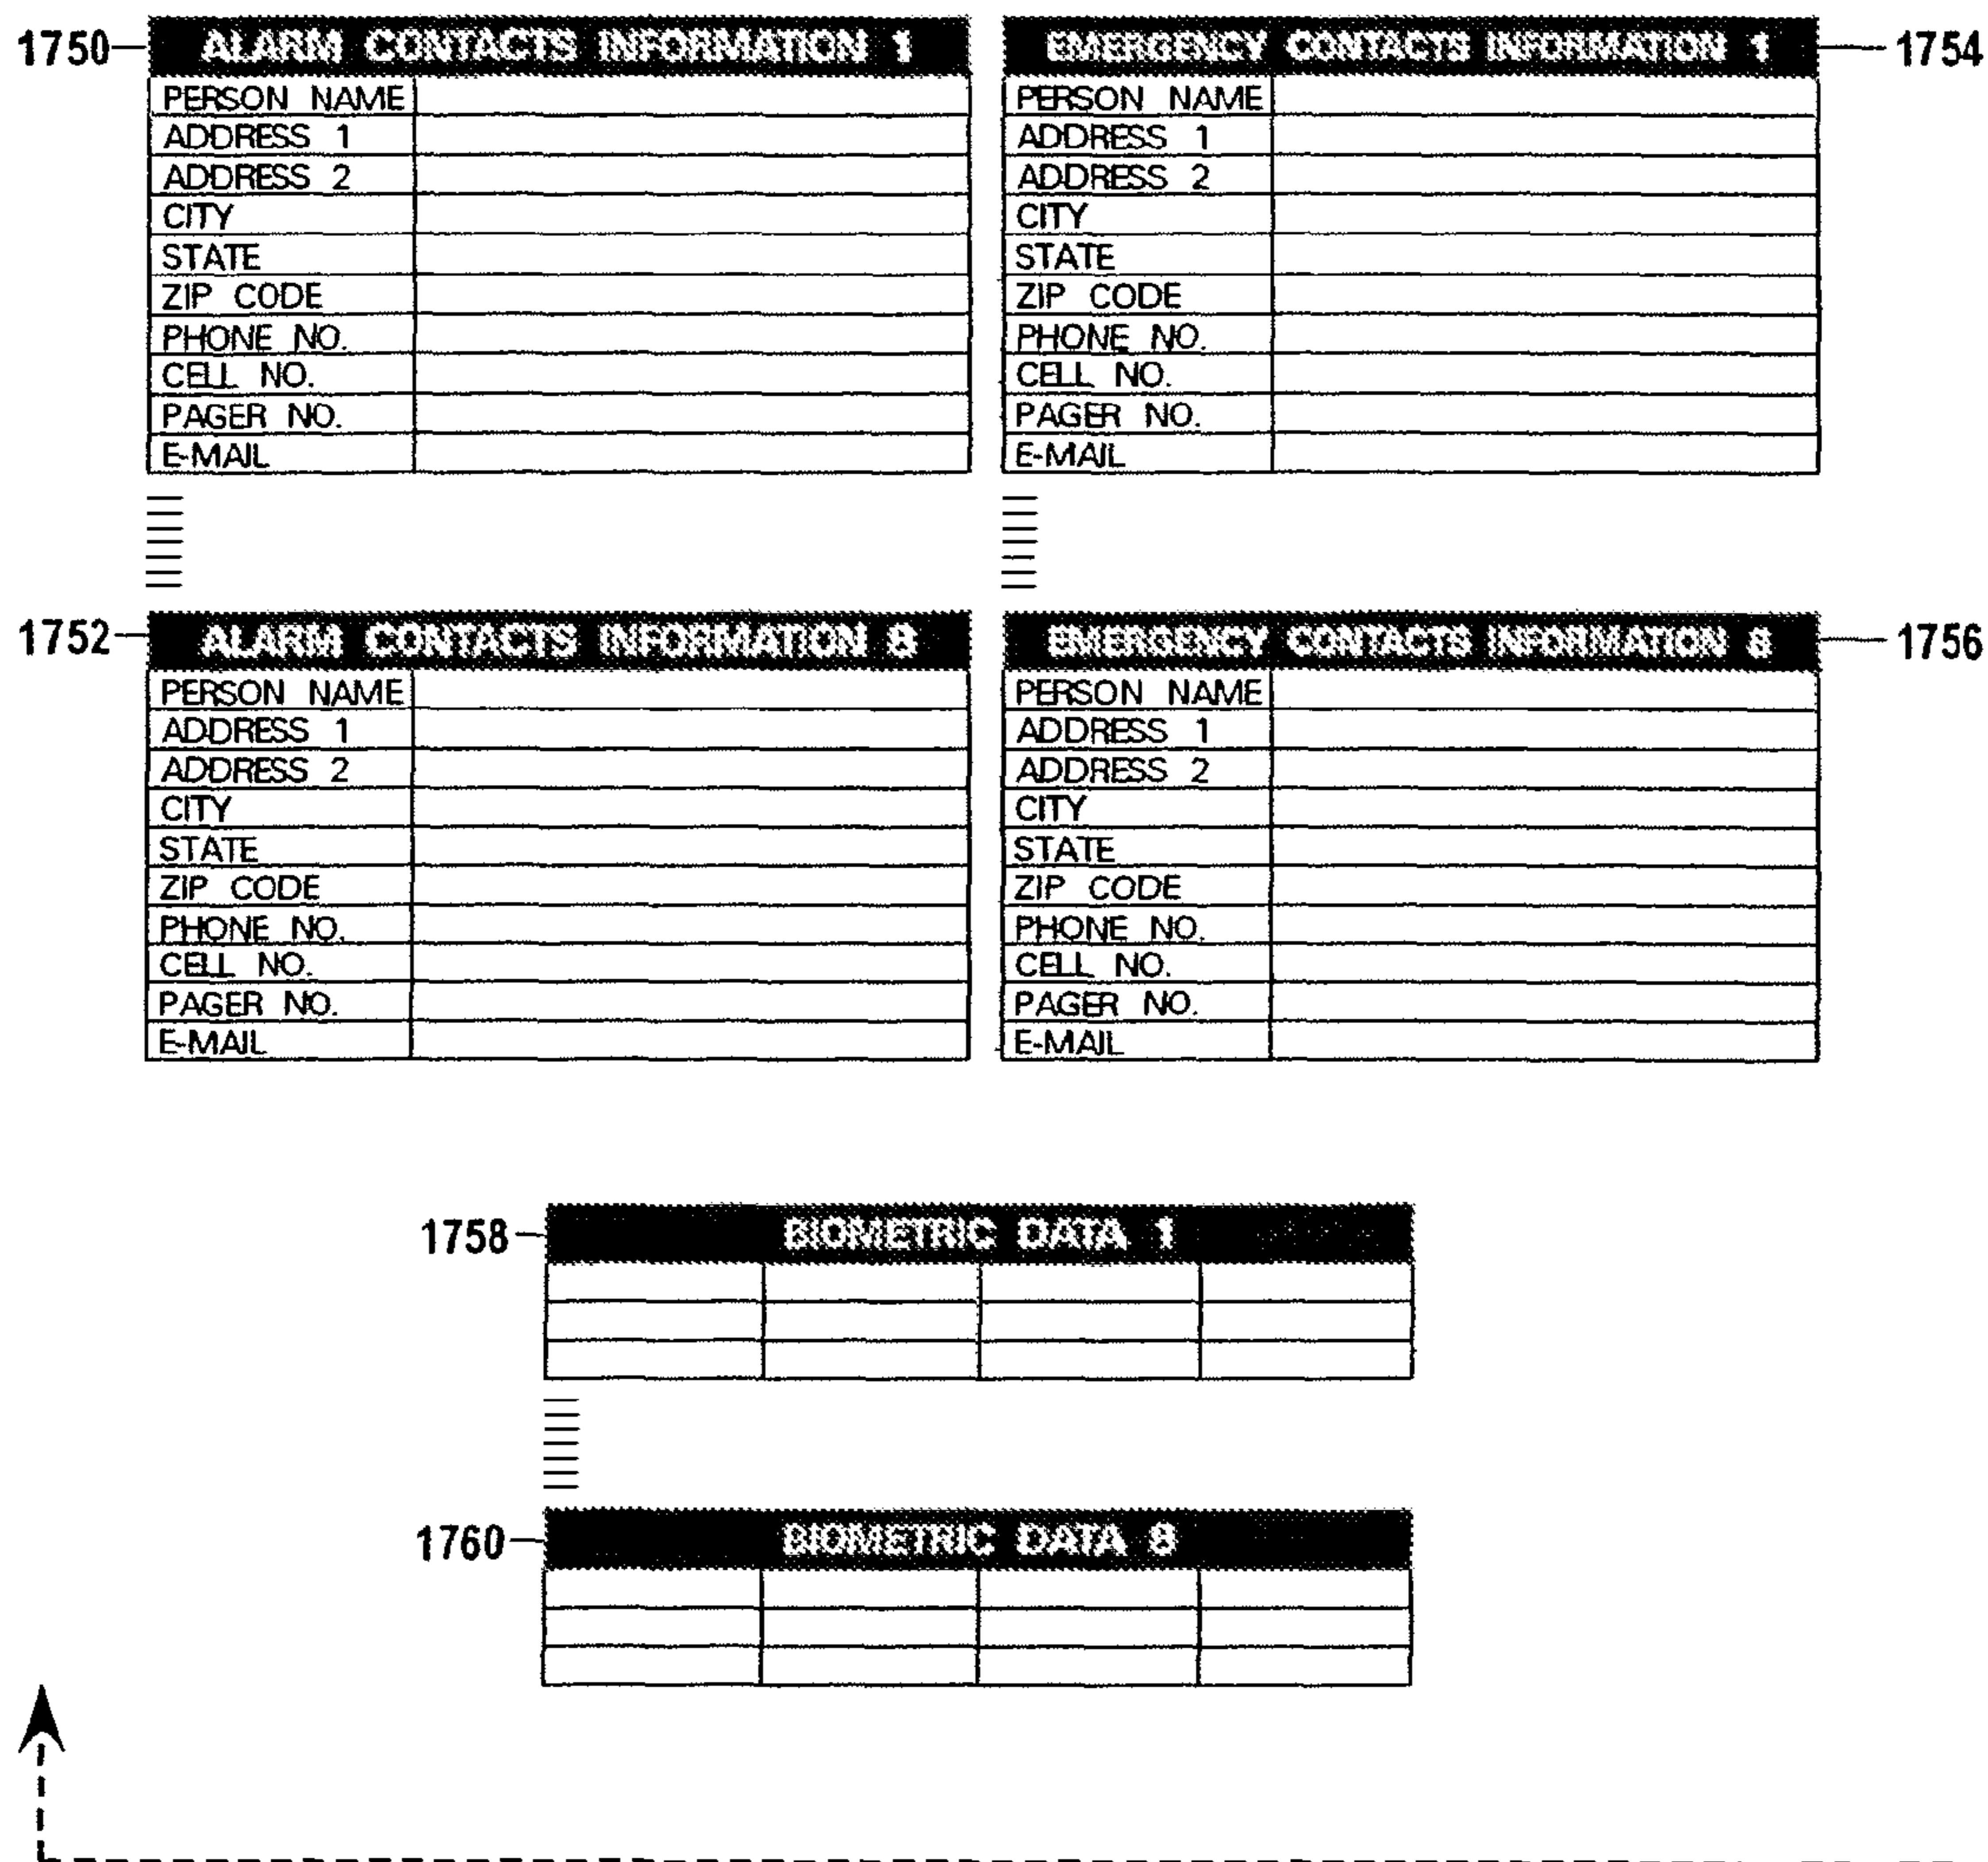 1750 ALARM CONTACTS INFORMATION 1
PERSON NAME
ADDRESS 1
ADDRESS 2
CITY
STATE
ZIP CODE
PHONE NO.
CELL NO.
PAGER NO.
E-MAIL
EMERGENCY CONTACTS INFORMATION 1 1754
PERSON NAME
ADDRESS 1
ADDRESS 2
CITY
STATE
ZIP CODE
PHONE NO.
CELL NO.
PAGER NO.
E-MAIL
1752 ALARM CONTACTS INFORMATION 8
PERSON NAME
ADDRESS 1
ADDRESS 2
CITY
STATE
ZIP CODE
PHONE NO.
CELL NO.
PAGER NO.
E-MAIL
EMERGENCY CONTACTS INFORMATION 8 1756
PERSON NAME
ADDRESS 1
ADDRESS 2
CITY
STATE
ZIP CODE
PHONE NO.
CELL NO.
PAGER NO.
E-MAIL
1758 BIOMETRIC DATA 1
1760 BIOMETRIC DATA 8